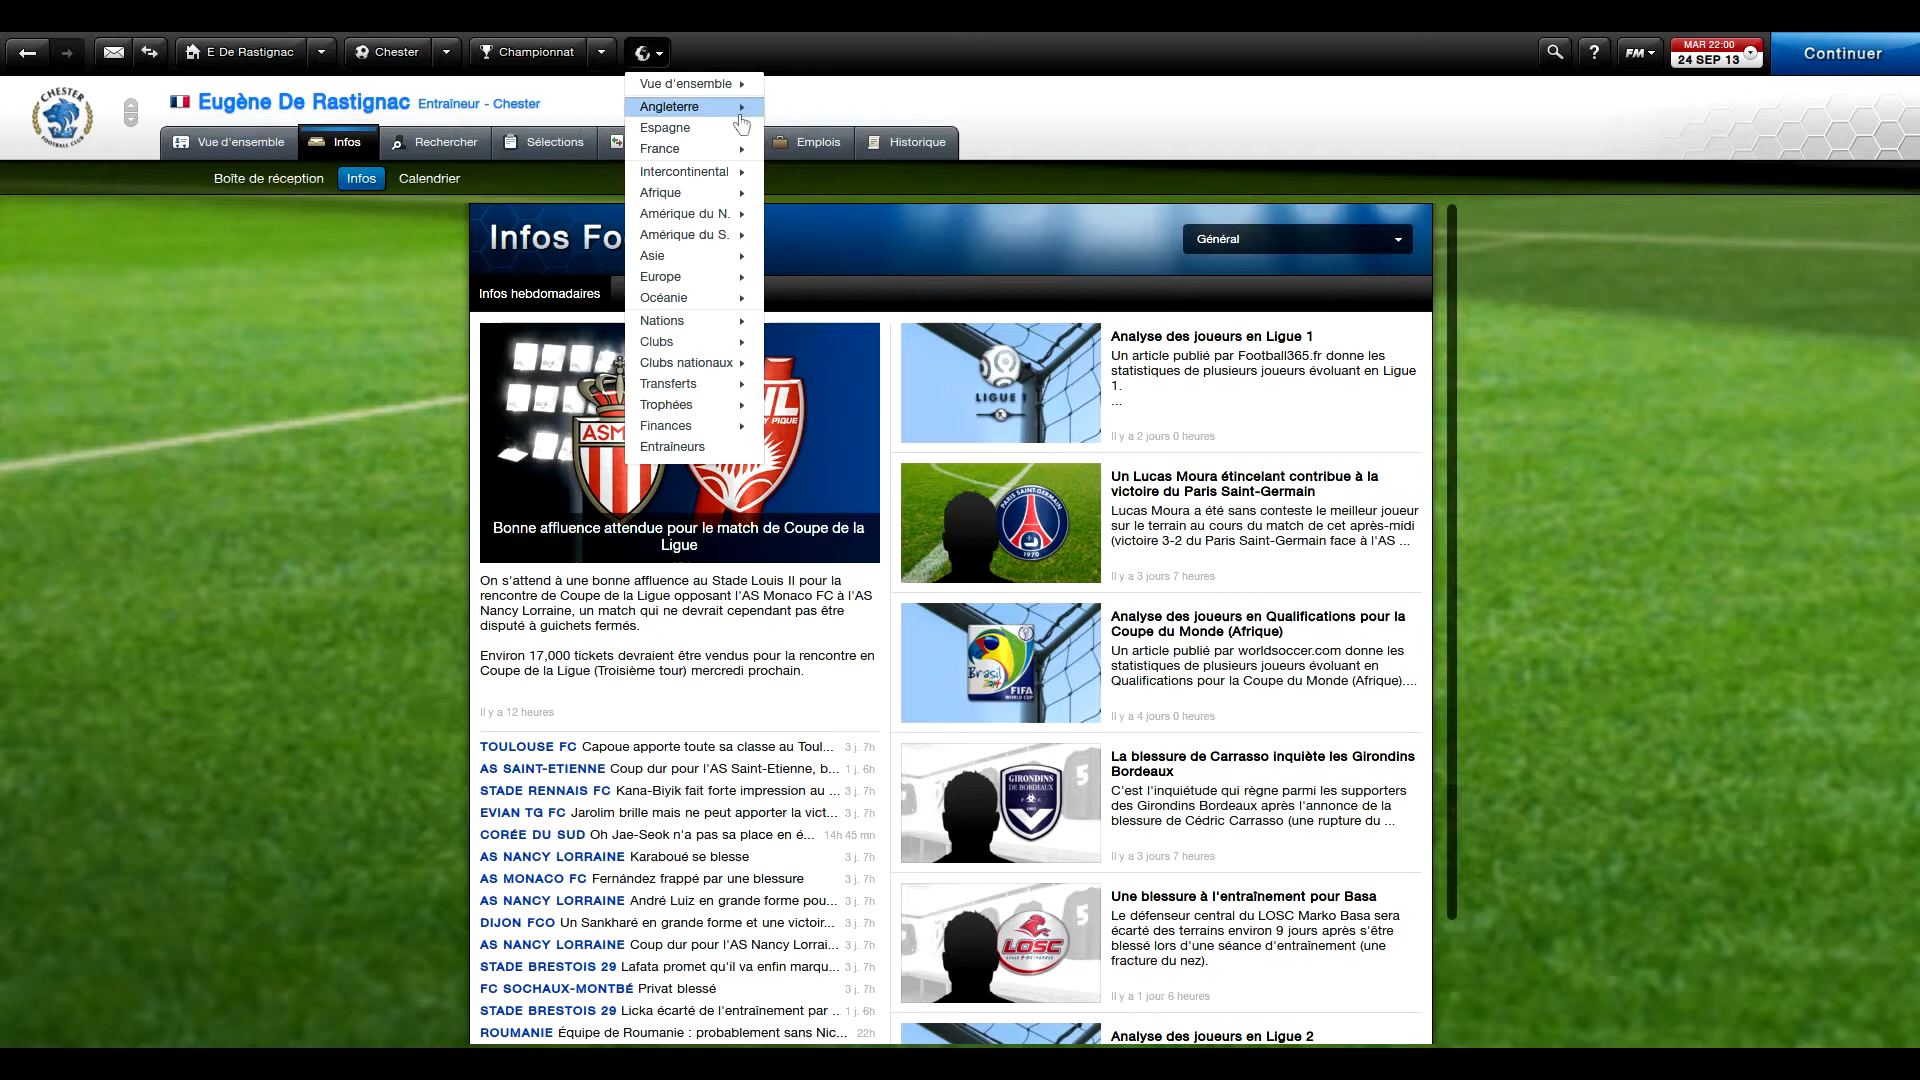 E De Rastignac
Chester
Championnat
FM
MAR 22:00
24 SEP 13
Continuer
CHESTER
FOOTBALL CLUB
Eugène De Rastignac Entraîneur - Chester
Vue d'ensemble
Infos
Rechercher
Sélections
Emplois
Historique
Boîte de réception
Infos
Calendrier
Vue d'ensemble
Angleterre
Espagne
France
Intercontinental
Afrique
Amérique du N.
Amérique du S.
Asie
Europe
Océanie
Nations
Clubs
Clubs nationaux
Transferts
Trophées
Finances
Entraîneurs
Infos Fo
Général
Infos hebdomadaires
ASM
Bonne affluence attendue pour le match de Coupe de la
Ligue
On s'attend à une bonne affluence au Stade Louis II pour la
rencontre de Coupe de la Ligue opposant l'AS Monaco FC à l'AS
Nancy Lorraine, un match qui ne devrait cependant pas être
disputé à guichets fermés.
Environ 17,000 tickets devraient être vendus pour la rencontre en
Coupe de la Ligue (Troisième tour) mercredi prochain.
Il y a 12 heures
TOULOUSE FC Capoue apporte toute sa classe au Toul... 3 j. 7h
AS SAINT-ETIENNE Coup dur pour l'AS Saint-Etienne, b... 1 j. 6h
STADE RENNAIS FC Kana-Biyik fait forte impression au ... 3 j. 7h
EVIAN TG FC Jarolim brille mais ne peut apporter la vict... 3 j. 7h
CORÉE DU SUD Oh Jae-Seok n'a pas sa place en é... 14h 45 mn
AS NANCY LORRAINE Karaboué se blesse 3 j. 7h
AS MONACO FC Fernández frappé par une blessure 3 j. 7h
AS NANCY LORRAINE André Luiz en grande forme pou... 3 j. 7h
DIJON FCO Un Sankharé en grande forme et une victoir... 3 j. 7h
AS NANCY LORRAINE Coup dur pour l'AS Nancy Lorrai... 3 j. 7h
STADE BRESTOIS 29 Lafata promet qu'il va enfin marqu... 3 j. 7h
FC SOCHAUX-MONTBÉ Privat blessé 3 j. 7h
STADE BRESTOIS 29 Licka écarté de l'entraînement par ... 1 j. 6h
ROUMANIE Équipe de Roumanie : probablement sans Nic... 22h
LIGUE 1
Analyse des joueurs en Ligue 1
Un article publié par Football365.fr donne les
statistiques de plusieurs joueurs évoluant en Ligue
1.
...
Il y a 2 jours 0 heures
PARIS SAINT-GERMAIN
1970
Un Lucas Moura étincelant contribue à la
victoire du Paris Saint-Germain
Lucas Moura a été sans conteste le meilleur joueur
sur le terrain au cours du match de cet après-midi
(victoire 3-2 du Paris Saint-Germain face à l'AS ...
Il y a 3 jours 7 heures
Brasil
2014
FIFA
WORLD CUP
Analyse des joueurs en Qualifications pour la
Coupe du Monde (Afrique)
Un article publié par worldsoccer.com donne les
statistiques de plusieurs joueurs évoluant en
Qualifications pour la Coupe du Monde (Afrique)....
Il y a 4 jours 0 heures
5
GIRONDINS
DE BORDEAUX
La blessure de Carrasso inquiète les Girondins
Bordeaux
C'est l'inquiétude qui règne parmi les supporters
des Girondins Bordeaux après l'annonce de la
blessure de Cédric Carrasso (une rupture du ...
Il y a 3 jours 7 heures
5
LOSC
Une blessure à l'entraînement pour Basa
Le défenseur central du LOSC Marko Basa sera
écarté des terrains environ 9 jours après s'être
blessé lors d'une séance d'entraînement (une
fracture du nez).
Il y a 1 jour 6 heures
Analyse des joueurs en Ligue 2